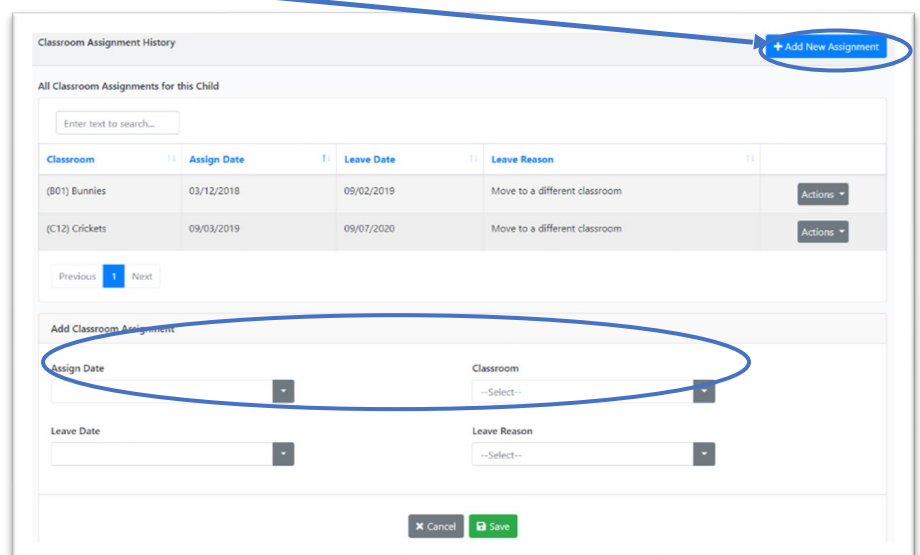 Classroom Assignment History
+ Add New Assignment
All Classroom Assignments for this Child
Enter text to search...
Classroom Assign Date Leave Date Leave Reason
(B01) Bunnies 03/12/2018 09/02/2019 Move to a different classroom Actions
(C12) Crickets 09/03/2019 09/07/2020 Move to a different classroom Actions
Previous 1 Next
Add Classroom Assignment
Assign Date Classroom
--Select--
Leave Date Leave Reason
--Select--
Cancel Save